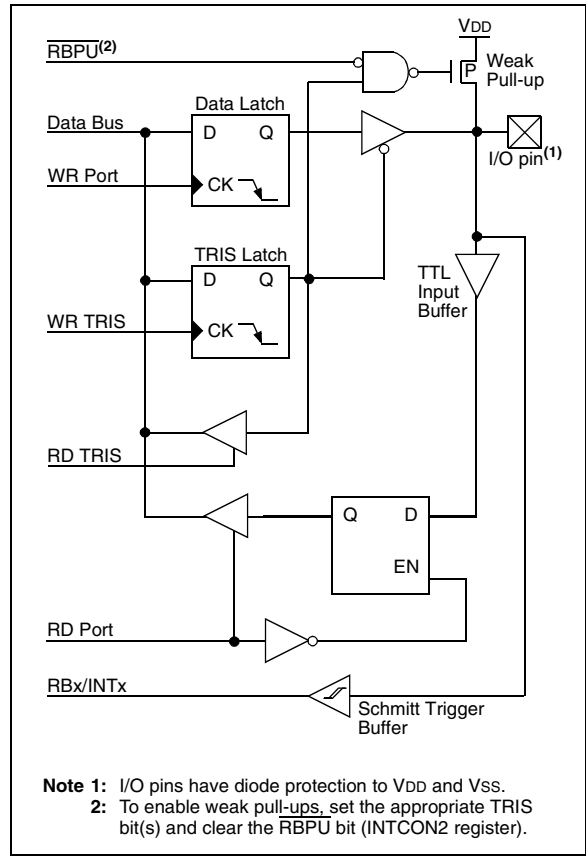 VDD
RBPU(2)
P
Weak
Pull-up
Data Latch
Data Bus
D Q
I/O pin(1)
WR Port
CK
TRIS Latch
D Q
TTL
Input
Buffer
WR TRIS
CK
RD TRIS
Q D
EN
RD Port
RBx/INTx
Schmitt Trigger
Buffer
Note 1: I/O pins have diode protection to VDD and VSS.
2: To enable weak pull-ups, set the appropriate TRIS
bit(s) and clear the RBPU bit (INTCON2 register).